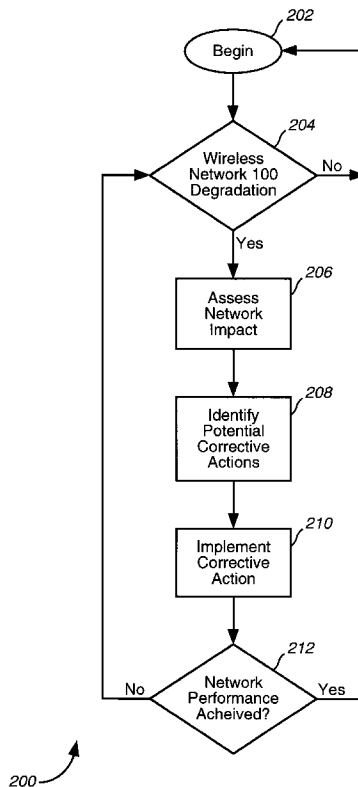 202
Begin
204
Wireless
Network 100
Degradation
No
Yes
206
Assess
Network
Impact
208
Identify
Potential
Corrective
Actions
210
Implement
Corrective
Action
212
No
Network
Performance
Acheived?
Yes
200